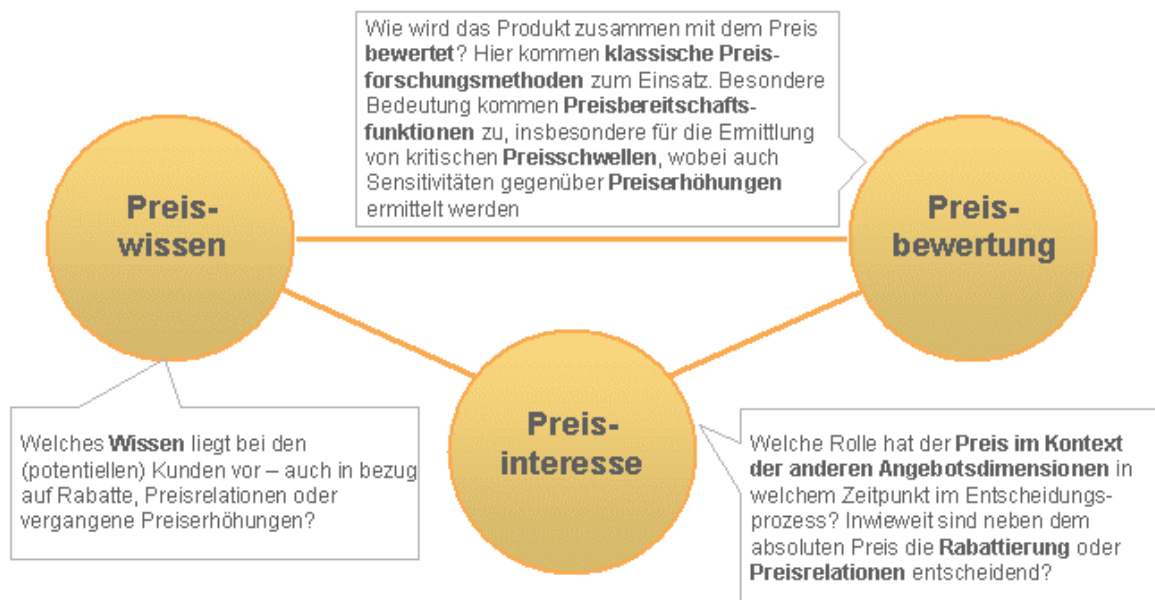 Wie wird das Produkt zusammen mit dem Preis
bewertet? Hier kommen klassische Preis-
forschungsmethoden zum Einsatz. Besondere
Bedeutung kommen Preisbereitschafts-
funktionen zu, insbesondere für die Ermittlung
von kritischen Preisschwellen, wobei auch
Sensitivitäten gegenüber Preiserhöhungen
ermittelt werden
Preis-
wissen
Preis-
bewertung
Preis-
interesse
Welches Wissen liegt bei den
(potentiellen) Kunden vor – auch in bezug
auf Rabatte, Preisrelationen oder
vergangene Preiserhöhungen?
Welche Rolle hat der Preis im Kontext
der anderen Angebotsdimensionen in
welchem Zeitpunkt im Entscheidungs-
prozess? Inwieweit sind neben dem
absoluten Preis die Rabattierung oder
Preisrelationen entscheidend?